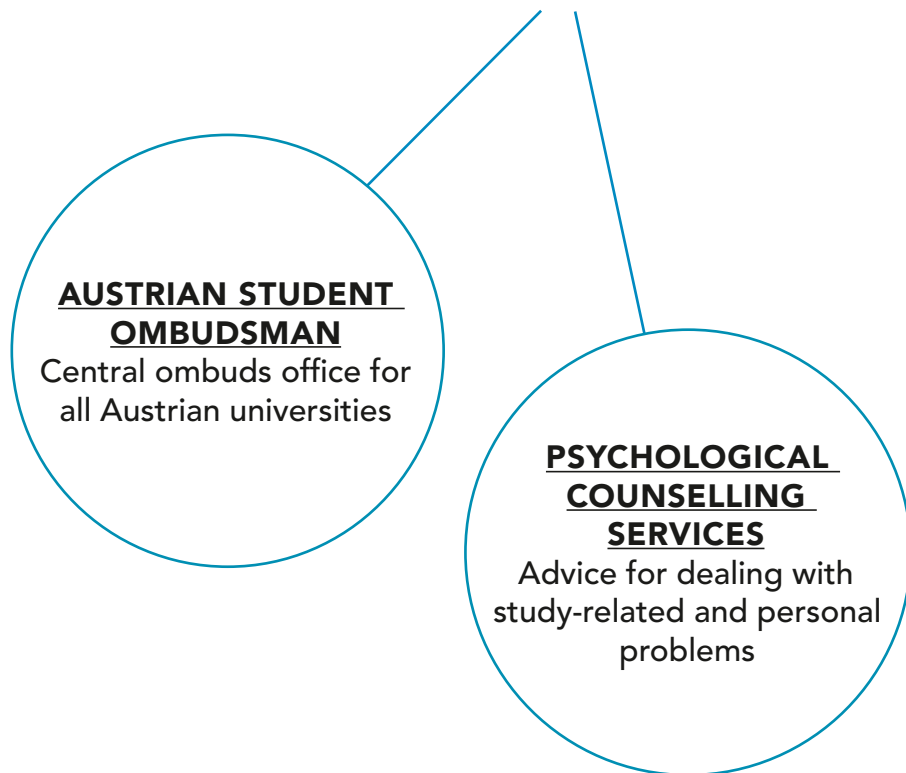 AUSTRIAN STUDENT
OMBUDSMAN
Central ombuds office for
all Austrian universities
PSYCHOLOGICAL
COUNSELLING
SERVICES
Advice for dealing with
study-related and personal
problems